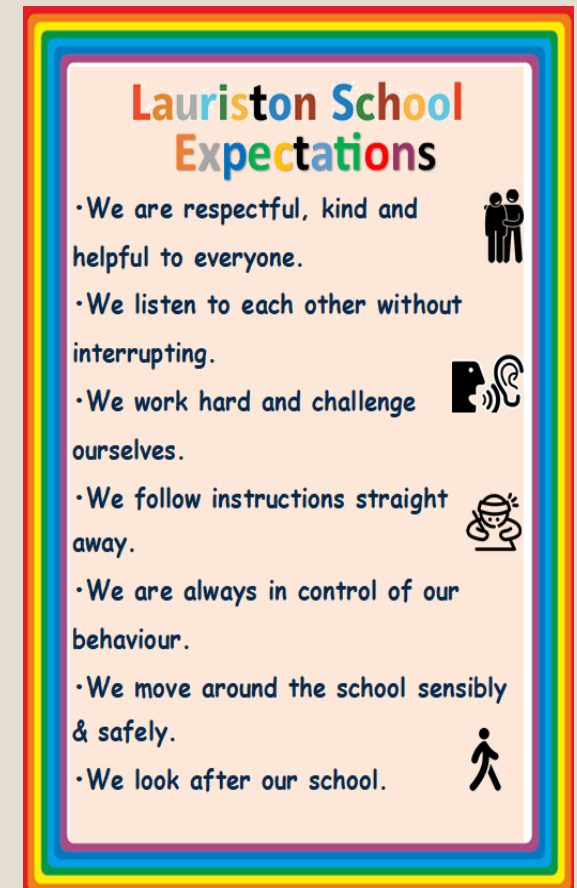 Lauriston School
Expectations
•We are respectful, kind and
helpful to everyone.
•We listen to each other without
interrupting.
•We work hard and challenge
ourselves.
•We follow instructions straight
away.
•We are always in control of our
behaviour.
•We move around the school sensibly
& safely.
•We look after our school.